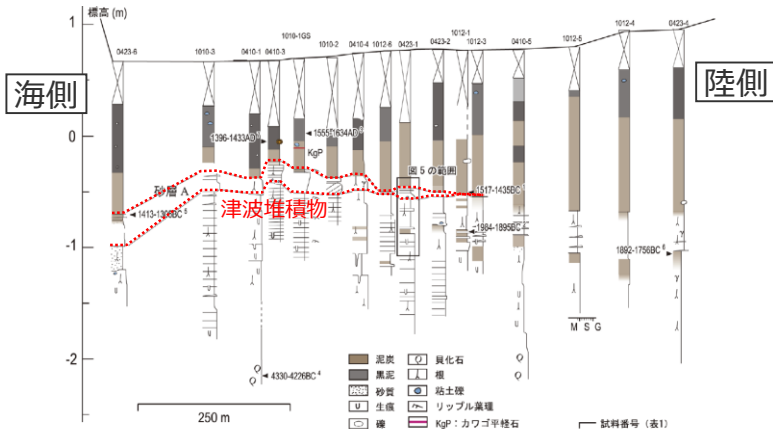 標高 (m)
1
0
-1
-2
海側
陸側
0423-6
1010-3
0410-1
0410-3
1010-1GS
1010-2
0410-4
1012-6
0423-1
0423-2
1012-1
1012-3
0410-5
1012-5
1012-4
0423-4
1396-1433AD
1555-1634AD
KgP
図5の範囲
砂層 A
津波堆積物
1517-1435BC
1984-1895BC
1892-1756BC 6
4330-4226BC 4
M S G
250 m
泥炭
黒泥
砂質
生痕
礫
貝化石
根
粘土礫
リップル葉理
KgP:カワゴ平軽石
試料番号(表1)